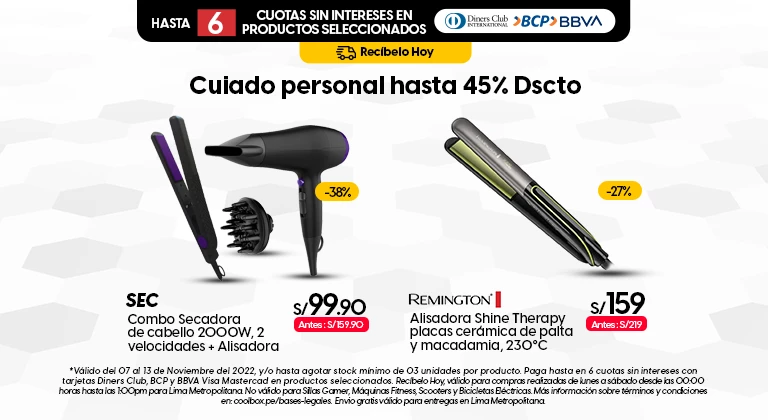 HASTA 6 CUOTAS SIN INTERESES EN
PRODUCTOS SELECCIONADOS
Diners Club
INTERNATIONAL
BCP
BBVA
Recíbelo Hoy
Cuiado personal hasta 45% Dscto
-38%
-27%
SEC
Combo Secadora
de cabello 2000W, 2
velocidades + Alisadora
S/99.90
Antes: S/159.90
REMINGTON
Alisadora Shine Therapy
placas cerámica de palta
y macadamia, 230°C
S/159
Antes: S/219
*Válido del 07 al 13 de Noviembre del 2022, y/o hasta agotar stock mínimo de 03 unidades por producto. Paga hasta en 6 cuotas sin intereses con
tarjetas Diners Club, BCP y BBVA Visa Mastercad en productos seleccionados. Recíbelo Hoy, válido para compras realizadas de lunes a sábado desde las 00:00
horas hasta las 1:00pm para Lima Metropolitana. No válido para Sillas Gamer, Máquinas Fitness, Scooters y Bicicletas Eléctricas. Más información sobre términos y condiciones
en: coolbox.pe/bases-legales. Envío gratis válido para entregas en Lima Metropolitana.